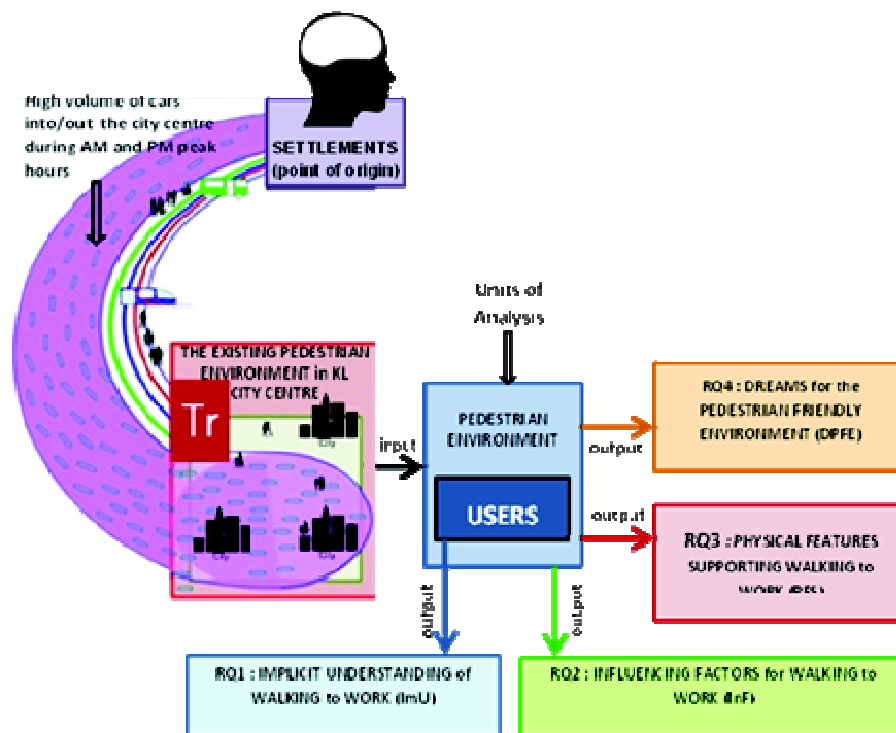 High volume of cars
into/out the city centre
during AM and PM peak
hours
SETTLEMENTS
(point of origin)
Units of
Analysis
THE EXISTING PEDESTRIAN
ENVIRONMENT in KL
CITY CENTRE
Tr
input
PEDESTRIAN
ENVIRONMENT
USERS
output
RQ4 : DREAMS for the
PEDESTRIAN FRIENDLY
ENVIRONMENT (DPFE)
output
RQ3 : PHYSICAL FEATURES
SUPPORTING WALKING to
WORK
output
output
RQ1 : IMPLICIT UNDERSTANDING of
WALKING to WORK (ImU)
RQ2 : INFLUENCING FACTORS for WALKING to
WORK (InF)